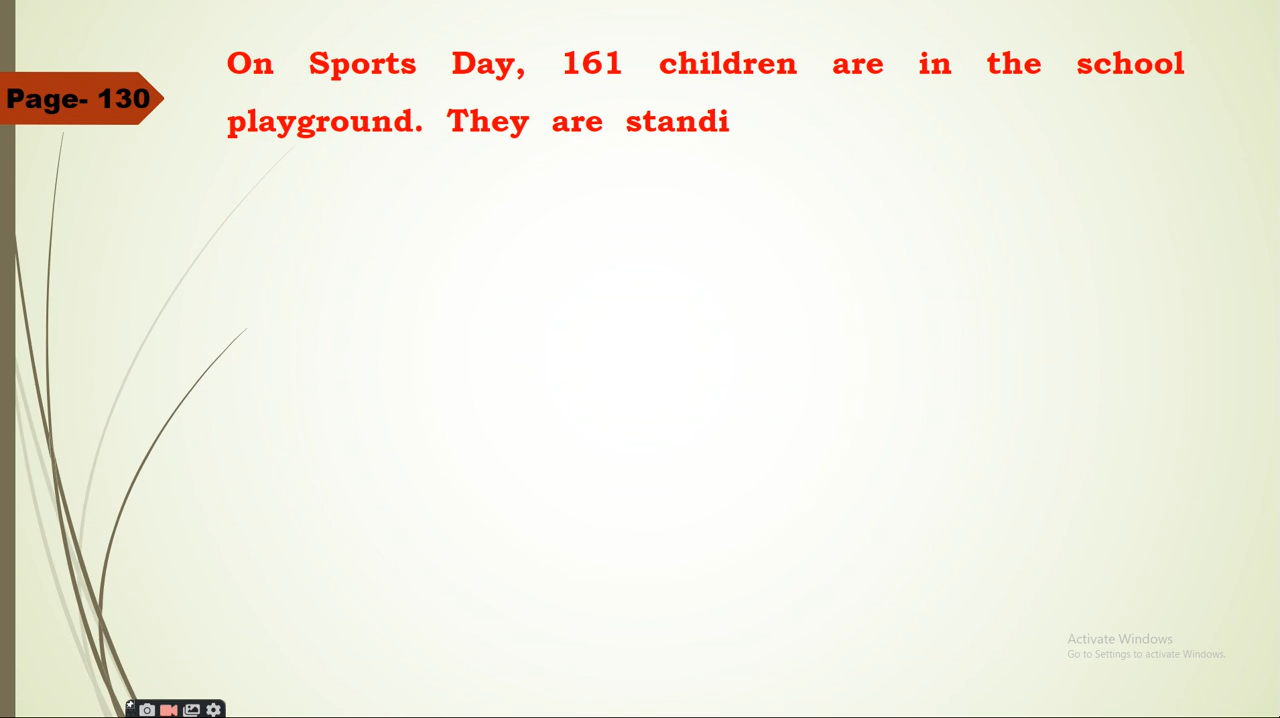 On Sports Day, 161 children are in the school
Page- 130
playground. They are standi
Activate Windows
Go to Settings to activate Windows.